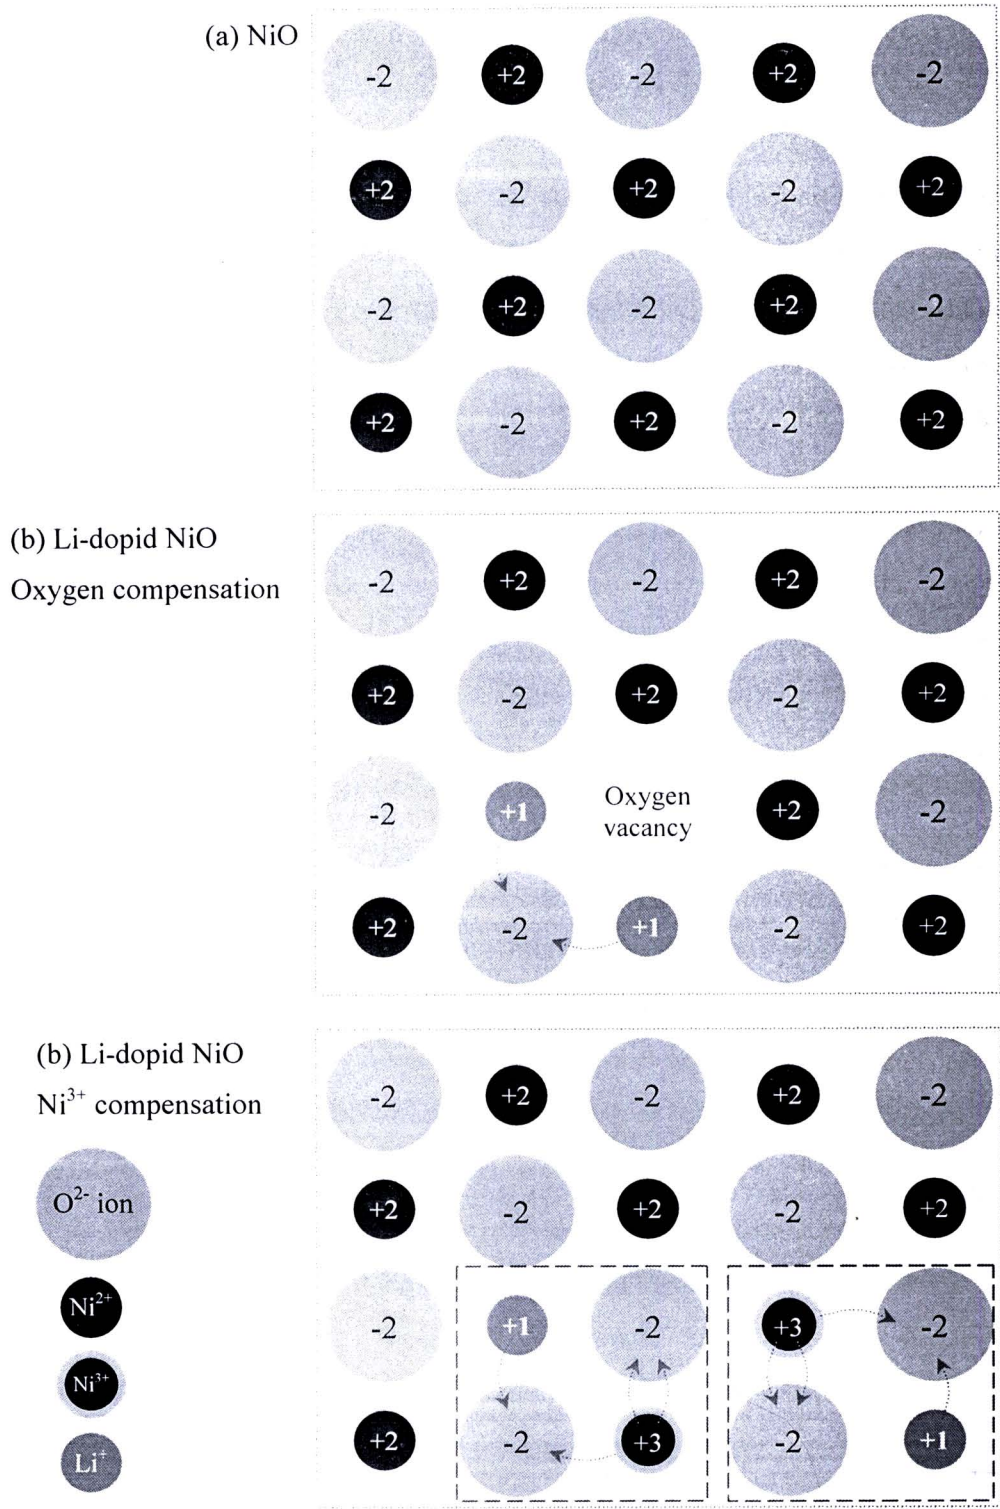 (a) NiO
-2 +2 -2 +2 -2
+2 -2 +2 -2 +2
-2 +2 -2 +2 -2
+2 -2 +2 -2 +2
(b) Li-dopid NiO
Oxygen compensation
-2 +2 -2 +2 -2
+2 -2 +2 -2 +2
-2 +1 Oxygen vacancy +2 -2
+2 -2 +1 -2 +2
(b) Li-dopid NiO
Ni³⁺ compensation
O²⁻ ion
Ni²⁺
Ni³⁺
Li⁺
-2 +2 -2 +2 -2
+2 -2 +2 -2 +2
-2 +1 -2 +3 -2
+2 -2 +3 -2 +1